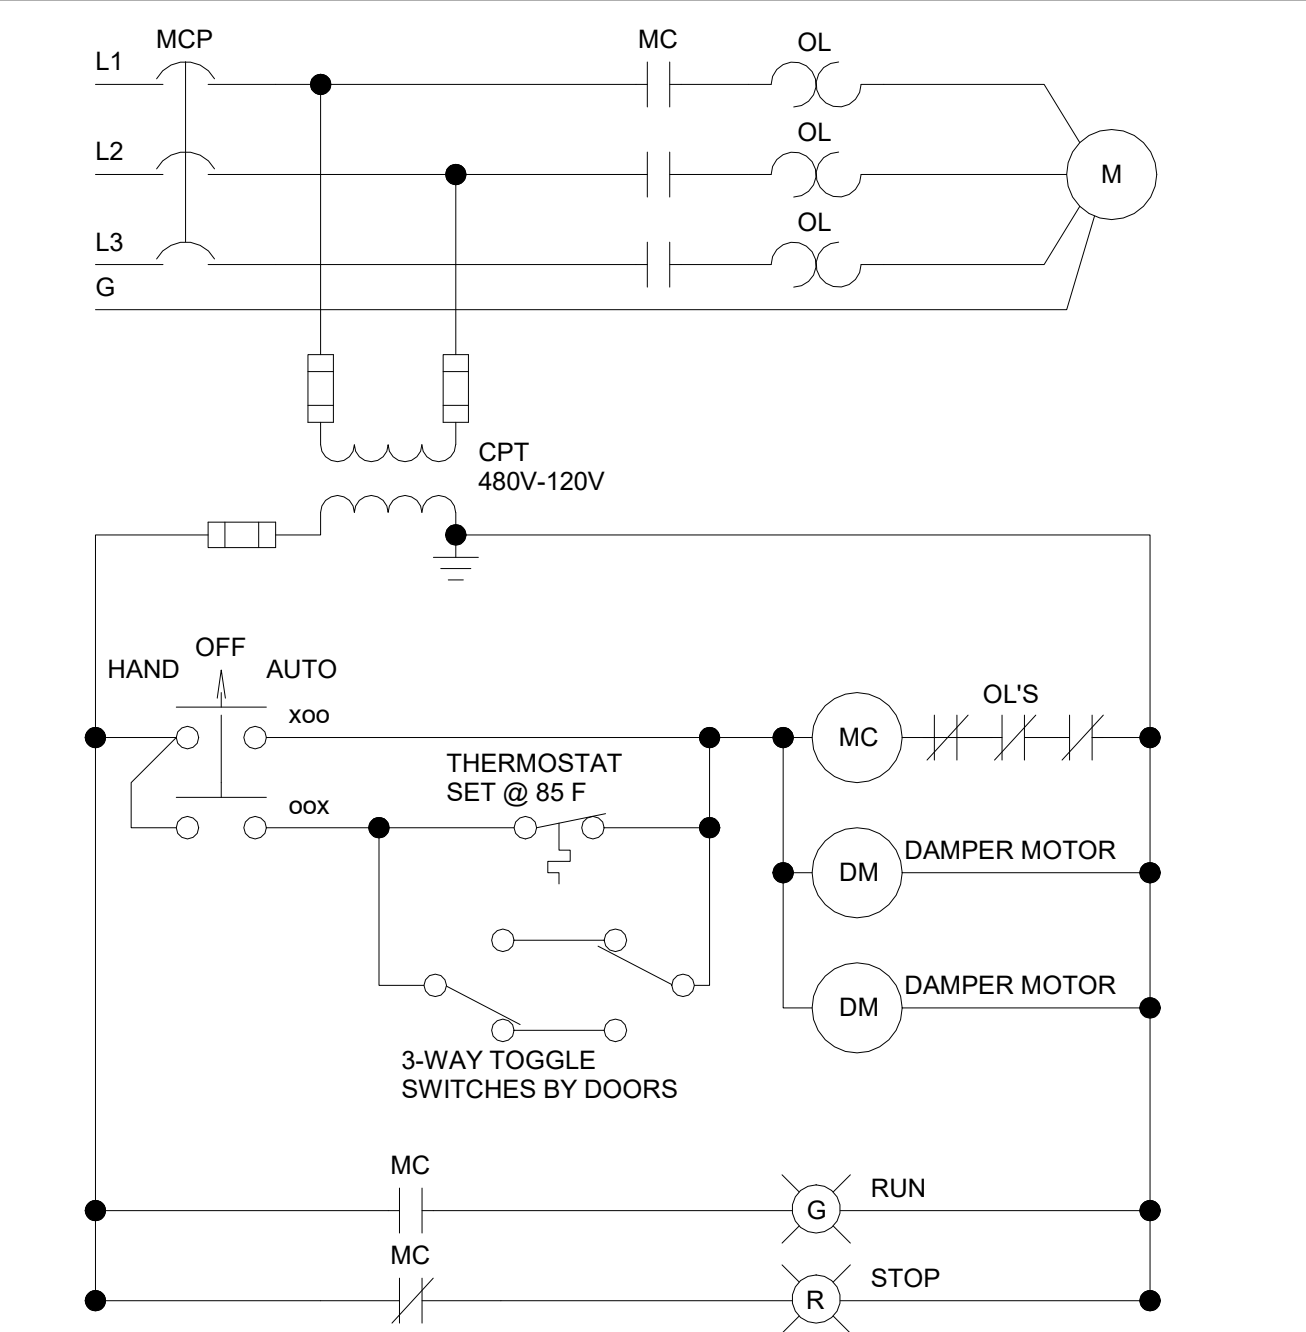 MCP
MC
OL
L1
OL
L2
M
OL
L3
G
CPT
480V-120V
OFF
HAND
AUTO
OL'S
xoo
MC
THERMOSTAT
SET @ 85 F
oox
DAMPER MOTOR
DM
DAMPER MOTOR
DM
3-WAY TOGGLE
SWITCHES BY DOORS
MC
RUN
G
MC
STOP
R